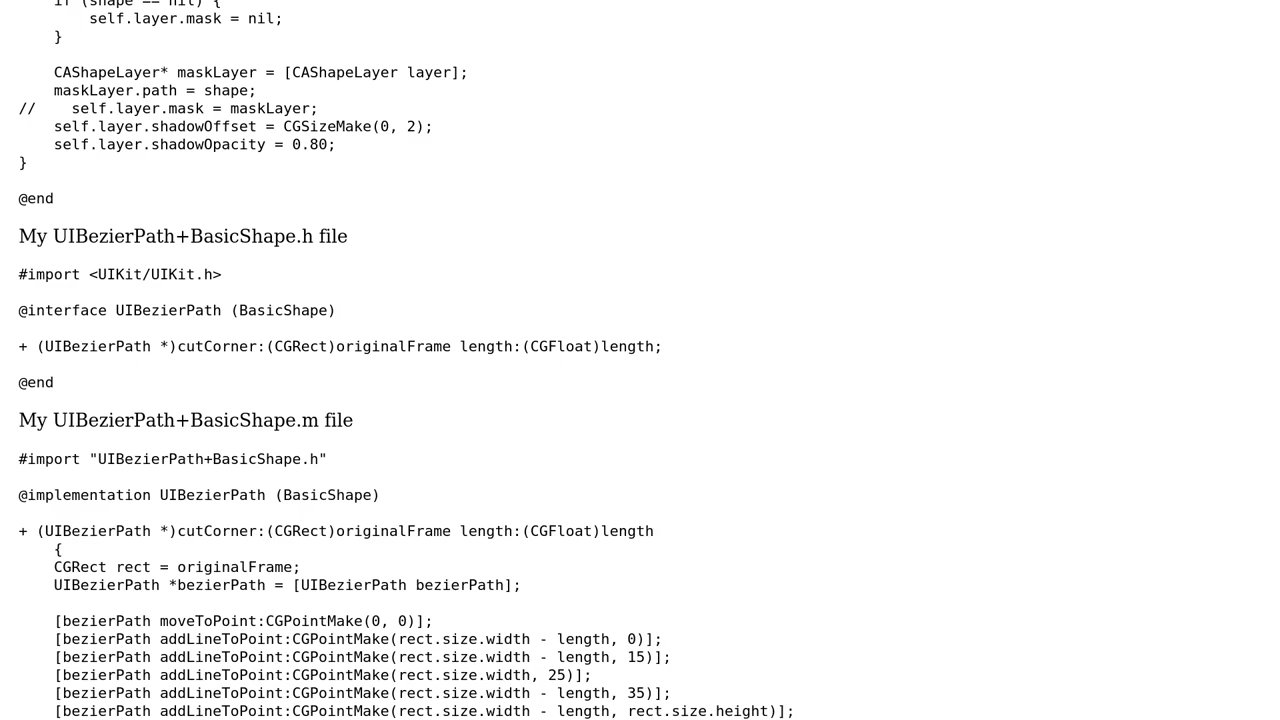 if (shape == nil) {
        self.layer.mask = nil;
    }
    CAShapeLayer* maskLayer = [CAShapeLayer layer];
    maskLayer.path = shape;
//    self.layer.mask = maskLayer;
    self.layer.shadowOffset = CGSizeMake(0, 2);
    self.layer.shadowOpacity = 0.80;
}
@end
My UIBezierPath+BasicShape.h file
#import <UIKit/UIKit.h>
@interface UIBezierPath (BasicShape)
+ (UIBezierPath *)cutCorner:(CGRect)originalFrame length:(CGFloat)length;
@end
My UIBezierPath+BasicShape.m file
#import "UIBezierPath+BasicShape.h"
@implementation UIBezierPath (BasicShape)
+ (UIBezierPath *)cutCorner:(CGRect)originalFrame length:(CGFloat)length
    {
    CGRect rect = originalFrame;
    UIBezierPath *bezierPath = [UIBezierPath bezierPath];
    [bezierPath moveToPoint:CGPointMake(0, 0)];
    [bezierPath addLineToPoint:CGPointMake(rect.size.width - length, 0)];
    [bezierPath addLineToPoint:CGPointMake(rect.size.width - length, 15)];
    [bezierPath addLineToPoint:CGPointMake(rect.size.width, 25)];
    [bezierPath addLineToPoint:CGPointMake(rect.size.width - length, 35)];
    [bezierPath addLineToPoint:CGPointMake(rect.size.width - length, rect.size.height)];